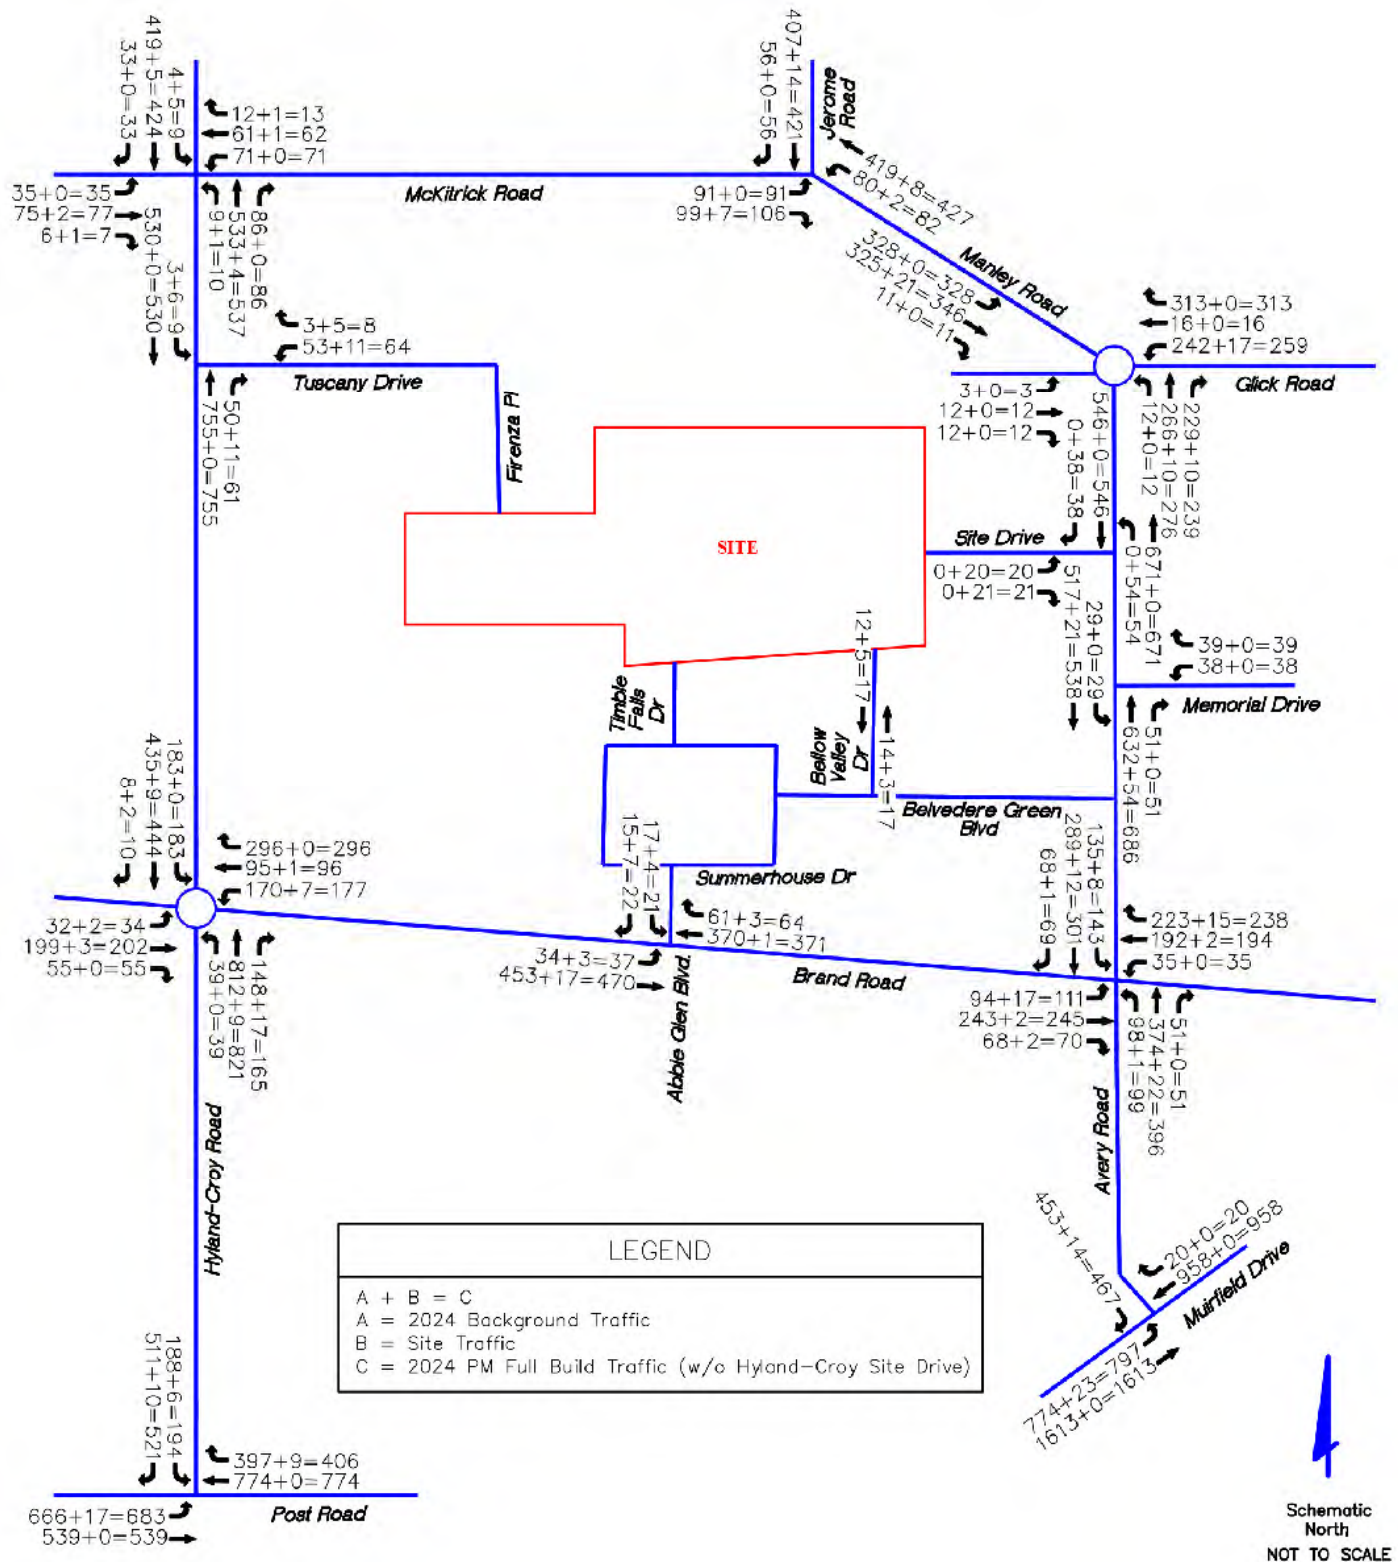 33+0=33
419+5=424
4+5=9
12+1=13
61+1=62
71+0=71
35+0=35
75+2=77
6+1=7
9+1=10
533+4=537
86+0=86
McKitrick Road
56+0=56
407+14=421
Jerome
Road
91+0=91
99+7=106
419+8=427
80+2=82
328+0=328
325+21=346
11+0=11
Manley Road
530+0=530
3+6=9
3+5=8
53+11=64
Tuscany Drive
755+0=755
50+11=61
Firenza Pl
313+0=313
16+0=16
242+17=259
Glick Road
3+0=3
12+0=12
12+0=12
12+0=12
266+10=276
229+10=239
0+38=38
546+0=546
SITE
Site Drive
0+20=20
0+21=21
0+54=54
671+0=671
517+21=538
29+0=29
39+0=39
38+0=38
Memorial Drive
632+54=686
51+0=51
12+5=17
14+3=17
Timble
Falls
Dr
Bellow
Valley
Dr
Belvedere Green
Blvd
Summerhouse Dr
8+2=10
435+9=444
183+0=183
296+0=296
95+1=96
170+7=177
32+2=34
199+3=202
55+0=55
39+0=39
812+9=821
148+17=165
15+7=22
17+4=21
61+3=64
370+1=371
34+3=37
453+17=470
Abbie Glen Blvd.
Brand Road
68+1=69
289+12=301
135+8=143
223+15=238
192+2=194
35+0=35
94+17=111
243+2=245
68+2=70
98+1=99
374+22=396
51+0=51
Hyland-Croy Road
Avery Road
453+14=467
20+0=20
958+0=958
774+23=797
1613+0=1613
Muirfield Drive
LEGEND
A + B = C
A = 2024 Background Traffic
B = Site Traffic
C = 2024 PM Full Build Traffic (w/o Hyland-Croy Site Drive)
511+10=521
188+6=194
397+9=406
774+0=774
666+17=683
539+0=539
Post Road
Schematic
North
NOT TO SCALE